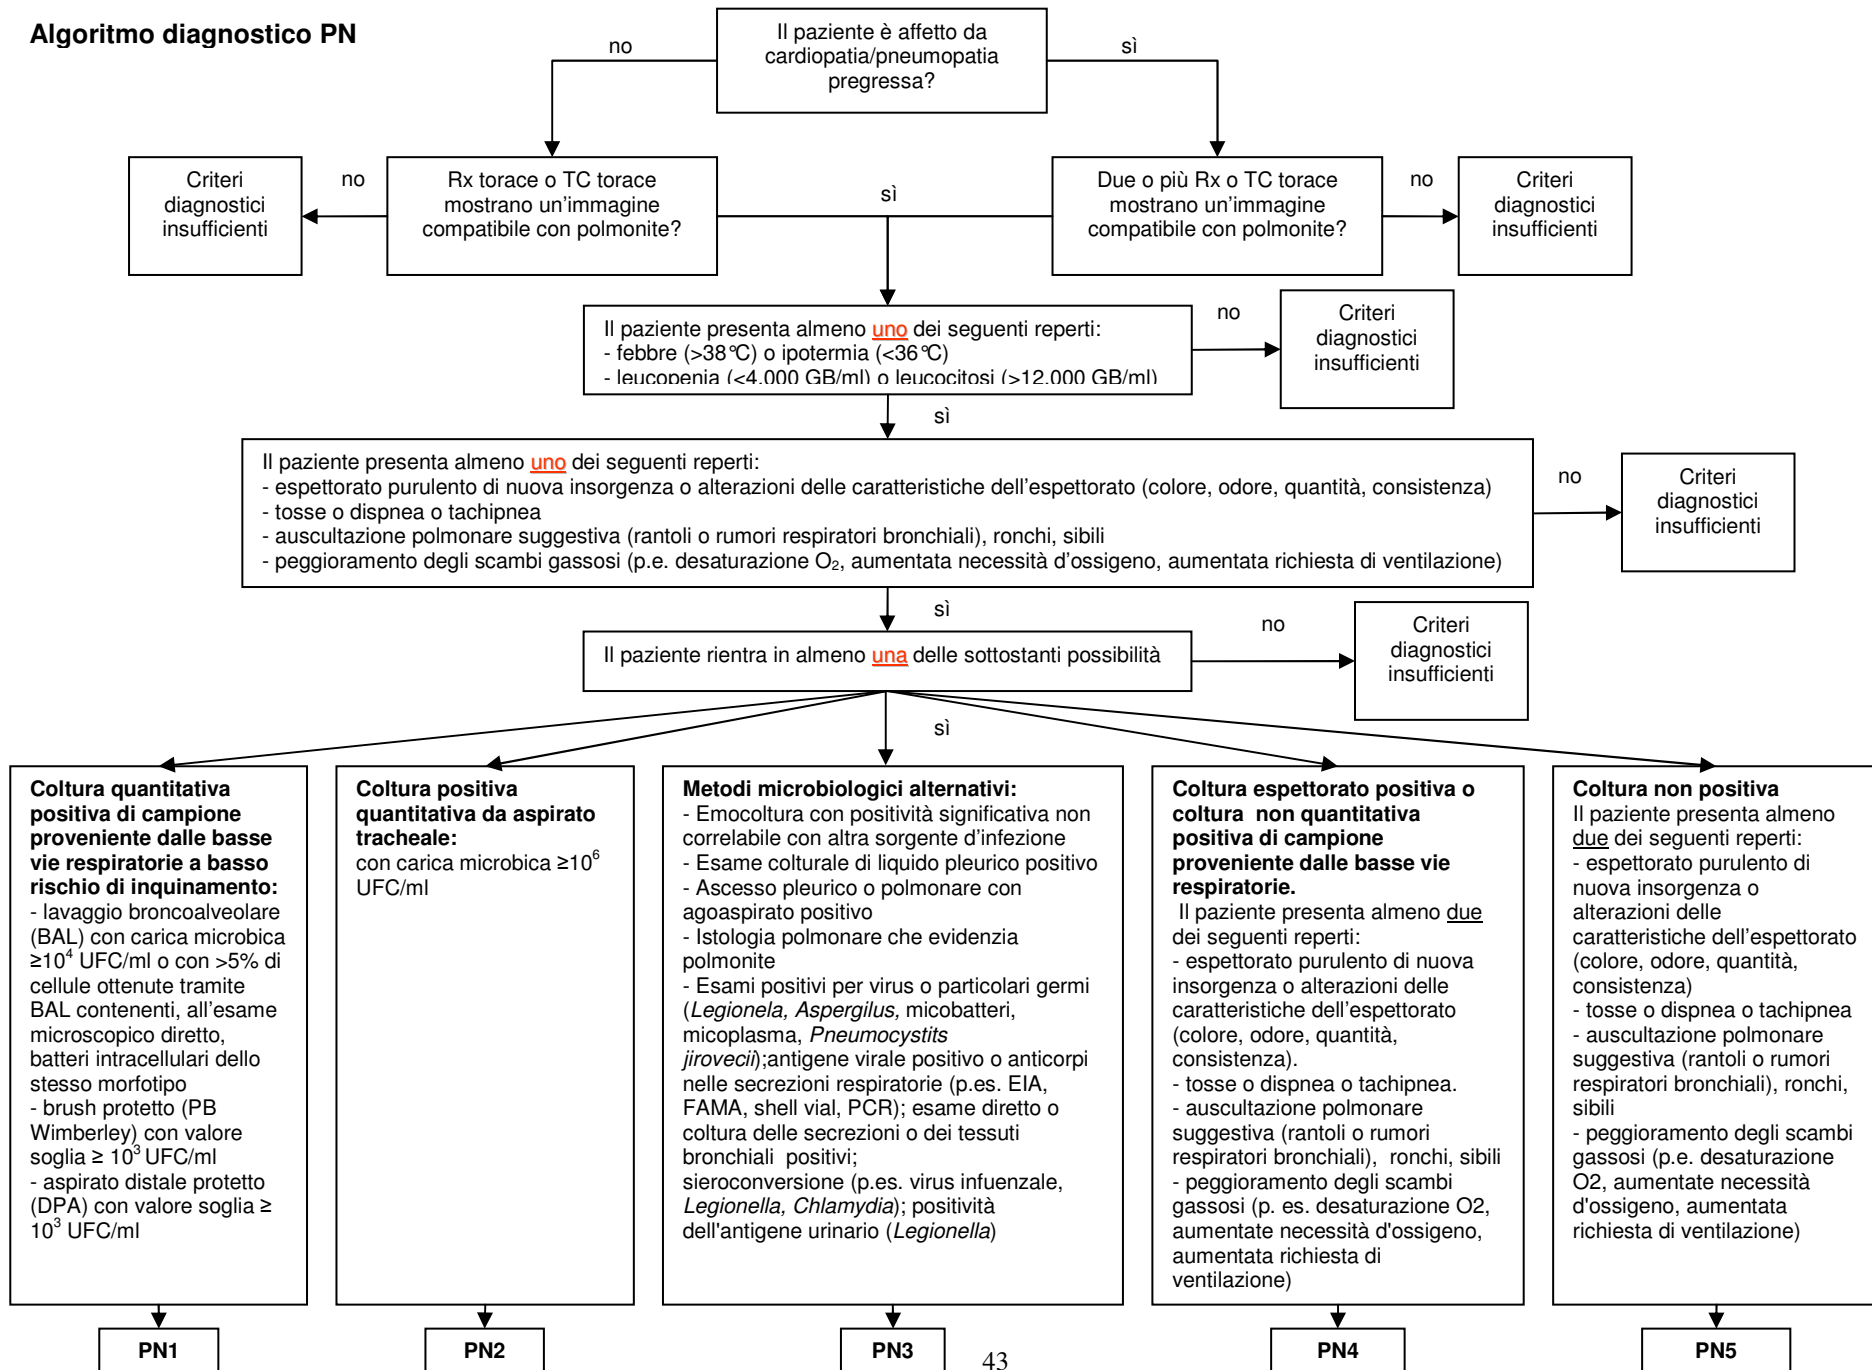 Algoritmo diagnostico PN
no
Il paziente è affetto da
cardiopatia/pneumopatia
pregressa?
sì
Criteri
diagnostici
insufficienti
no
Rx torace o TC torace
mostrano un'immagine
compatibile con polmonite?
sì
Due o più Rx o TC torace
mostrano un'immagine
compatibile con polmonite?
no
Criteri
diagnostici
insufficienti
Il paziente presenta almeno uno dei seguenti reperti:
- febbre (>38°C) o ipotermia (<36°C)
- leucopenia (<4.000 GB/ml) o leucocitosi (>12.000 GB/ml)
no
Criteri
diagnostici
insufficienti
sì
Il paziente presenta almeno uno dei seguenti reperti:
- espettorato purulento di nuova insorgenza o alterazioni delle caratteristiche dell'espettorato (colore, odore, quantità, consistenza)
- tosse o dispnea o tachipnea
- auscultazione polmonare suggestiva (rantoli o rumori respiratori bronchiali), ronchi, sibili
- peggioramento degli scambi gassosi (p.e. desaturazione O₂, aumentata necessità d'ossigeno, aumentata richiesta di ventilazione)
no
Criteri
diagnostici
insufficienti
sì
Il paziente rientra in almeno una delle sottostanti possibilità
no
Criteri
diagnostici
insufficienti
sì
Coltura quantitativa
positiva di campione
proveniente dalle basse
vie respiratorie a basso
rischio di inquinamento:
- lavaggio broncoalveolare
(BAL) con carica microbica
≥10⁴ UFC/ml o con >5% di
cellule ottenute tramite
BAL contenenti, all'esame
microscopico diretto,
batteri intracellulari dello
stesso morfotipo
- brush protetto (PB
Wimberley) con valore
soglia ≥ 10³ UFC/ml
- aspirato distale protetto
(DPA) con valore soglia ≥
10³ UFC/ml
Coltura positiva
quantitativa da aspirato
tracheale:
con carica microbica ≥10⁶
UFC/ml
Metodi microbiologici alternativi:
- Emocoltura con positività significativa non
correlabile con altra sorgente d'infezione
- Esame colturale di liquido pleurico positivo
- Ascesso pleurico o polmonare con
agoaspirato positivo
- Istologia polmonare che evidenzia
polmonite
- Esami positivi per virus o particolari germi
(Legionela, Aspergilus, micobatteri,
micoplasma, Pneumocystits
jirovecii);antigene virale positivo o anticorpi
nelle secrezioni respiratorie (p.es. EIA,
FAMA, shell vial, PCR); esame diretto o
coltura delle secrezioni o dei tessuti
bronchiali positivi;
sieroconversione (p.es. virus infuenzale,
Legionella, Chlamydia); positività
dell'antigene urinario (Legionella)
Coltura espettorato positiva o
coltura non quantitativa
positiva di campione
proveniente dalle basse vie
respiratorie.
Il paziente presenta almeno due
dei seguenti reperti:
- espettorato purulento di nuova
insorgenza o alterazioni delle
caratteristiche dell'espettorato
(colore, odore, quantità,
consistenza).
- tosse o dispnea o tachipnea.
- auscultazione polmonare
suggestiva (rantoli o rumori
respiratori bronchiali), ronchi, sibili
- peggioramento degli scambi
gassosi (p. es. desaturazione O2,
aumentate necessità d'ossigeno,
aumentata richiesta di
ventilazione)
Coltura non positiva
Il paziente presenta almeno
due dei seguenti reperti:
- espettorato purulento di
nuova insorgenza o
alterazioni delle
caratteristiche dell'espettorato
(colore, odore, quantità,
consistenza)
- tosse o dispnea o tachipnea
- auscultazione polmonare
suggestiva (rantoli o rumori
respiratori bronchiali), ronchi,
sibili
- peggioramento degli scambi
gassosi (p.e. desaturazione
O2, aumentate necessità
d'ossigeno, aumentata
richiesta di ventilazione)
PN1
PN2
PN3
PN4
PN5
43